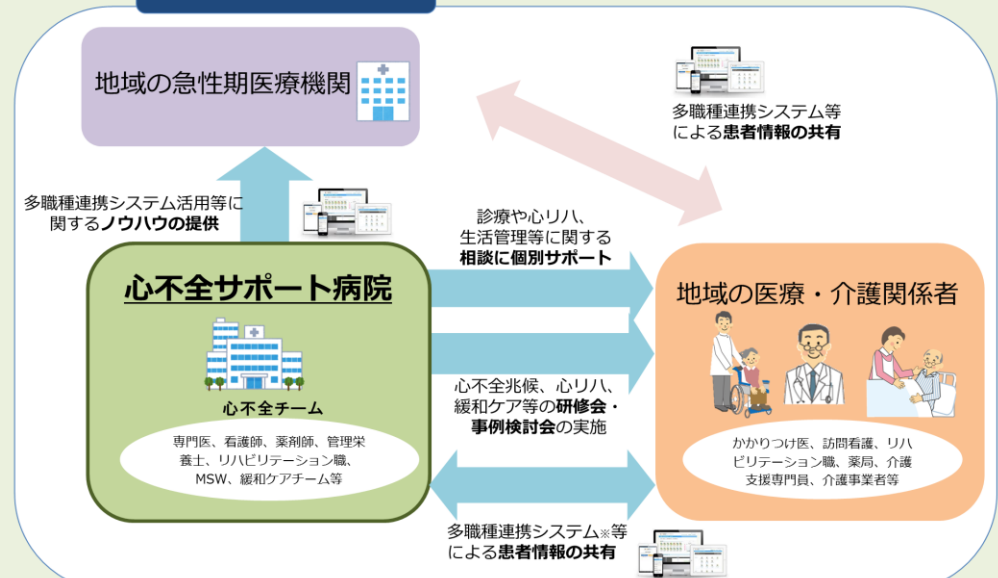 地域の急性期医療機関
多職種連携システム等
による患者情報の共有
多職種連携システム活用等に
関するノウハウの提供
診療や心リハ、
生活管理等に関する
相談に個別サポート
心不全サポート病院
心不全チーム
専門医、看護師、薬剤師、管理栄
養士、リハビリテーション職、
MSW、緩和ケアチーム等
心不全兆候、心リハ、
緩和ケア等の研修会・
事例検討会の実施
地域の医療・介護関係者
かかりつけ医、訪問看護、リハ
ビリテーション職、薬局、介護
支援専門員、介護事業者等
多職種連携システム※等
による患者情報の共有